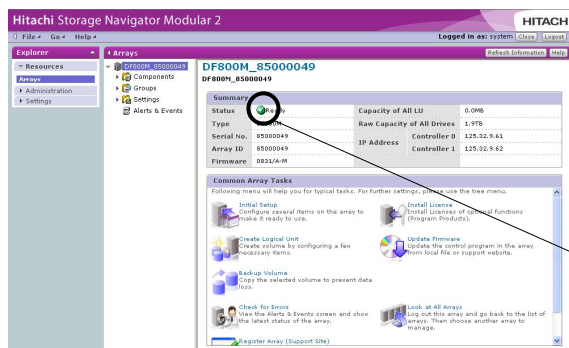 Hitachi Storage Navigator Modular 2
HITACH
File Go Help
Logged in as: system Close Logout
Explorer
Arrays
Refresh Information Help
Resources
Arrays
Administration
Settings
DF800M_85000049
Components
Groups
Settings
Alerts & Events
DF800M_85000049
DF800M_85000049
Summary
Status Ready Capacity of All LU 0.0MB
Type DF800M Raw Capacity of All Drives 1.9TB
Serial No. 85000049 IP Address Controller 0 125.32.9.61
Array ID 85000049 Controller 1 125.32.9.62
Firmware 0831/A-M
Common Array Tasks
Following menu will help you for typical tasks. For further settings, please use the tree menu.
Initial Setup
Configure several items on the array to
make it ready to use.
Install License
Install Licenses of optional functions
(Program Products).
Create Logical Unit
Create volume by configuring a few
necessary items.
Update Firmware
Update the control program in the array
from local file or support website.
Backup Volume
Copy the selected volume to prevent data
loss.
Check for Errors
View the Alerts & Events screen and show
the latest status of the array.
Look at All Arrays
Log out this array and go back to the list of
arrays. Then choose another array to
manage.
Register Array (Support Site)